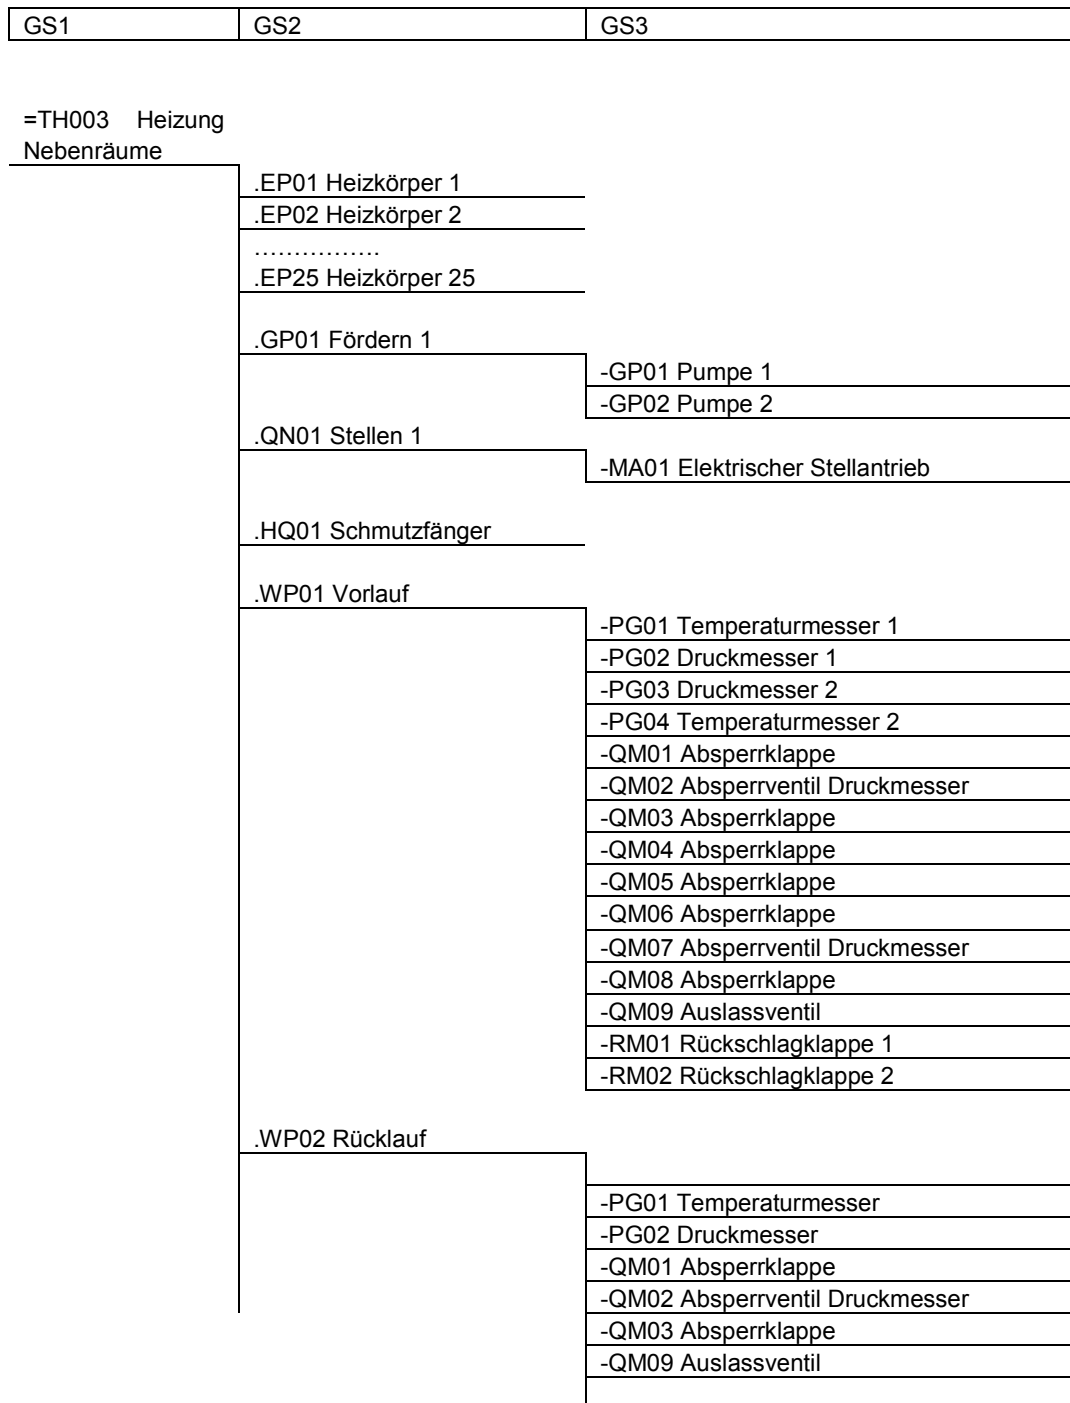 GS1 GS2 GS3
=TH003 Heizung
Nebenräume
.EP01 Heizkörper 1
.EP02 Heizkörper 2
................
.EP25 Heizkörper 25
.GP01 Fördern 1
-GP01 Pumpe 1
-GP02 Pumpe 2
.QN01 Stellen 1
-MA01 Elektrischer Stellantrieb
.HQ01 Schmutzfänger
.WP01 Vorlauf
-PG01 Temperaturmesser 1
-PG02 Druckmesser 1
-PG03 Druckmesser 2
-PG04 Temperaturmesser 2
-QM01 Absperrklappe
-QM02 Absperrventil Druckmesser
-QM03 Absperrklappe
-QM04 Absperrklappe
-QM05 Absperrklappe
-QM06 Absperrklappe
-QM07 Absperrventil Druckmesser
-QM08 Absperrklappe
-QM09 Auslassventil
-RM01 Rückschlagklappe 1
-RM02 Rückschlagklappe 2
.WP02 Rücklauf
-PG01 Temperaturmesser
-PG02 Druckmesser
-QM01 Absperrklappe
-QM02 Absperrventil Druckmesser
-QM03 Absperrklappe
-QM09 Auslassventil